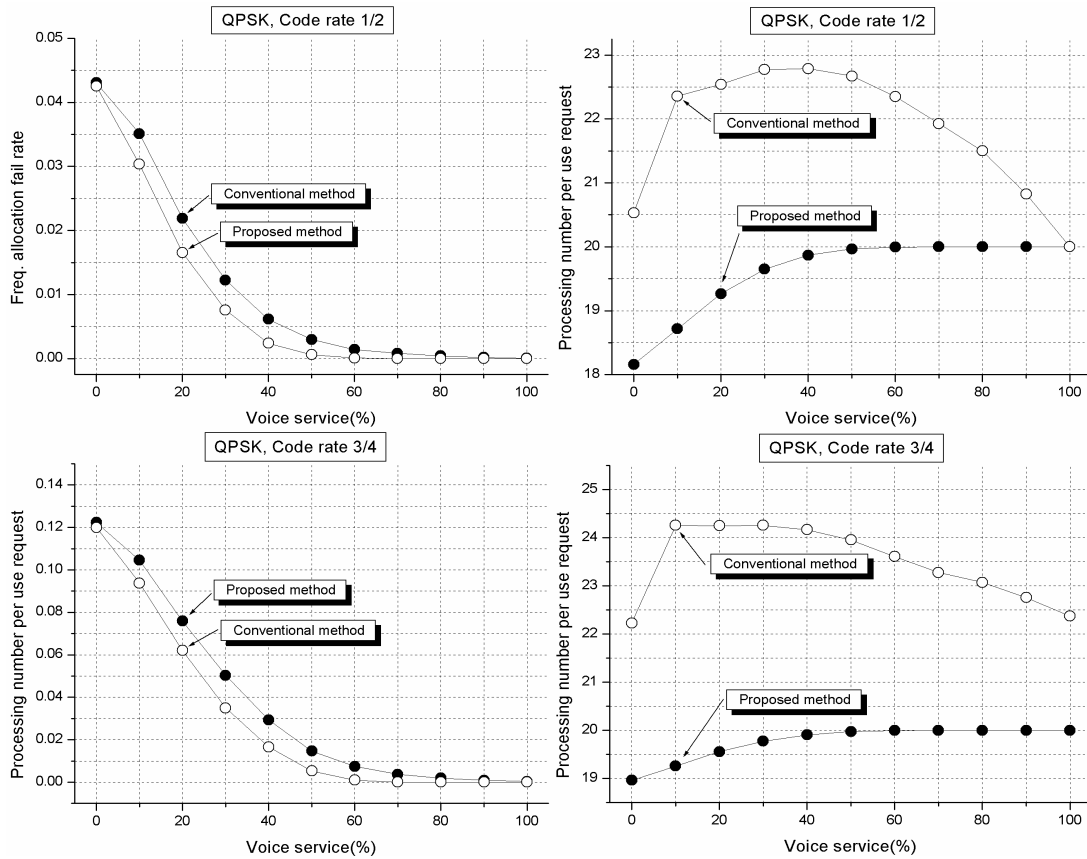 QPSK, Code rate 1/2
0.05
0.04
0.03
0.02
0.01
0.00
Freq. allocation fail rate
Conventional method
Proposed method
0 20 40 60 80 100
Voice service(%)
QPSK, Code rate 1/2
23
22
21
20
19
18
Processing number per use request
Conventional method
Proposed method
0 20 40 60 80 100
Voice service(%)
QPSK, Code rate 3/4
0.14
0.12
0.10
0.08
0.06
0.04
0.02
0.00
Processing number per use request
Proposed method
Conventional method
0 20 40 60 80 100
Voice service(%)
QPSK, Code rate 3/4
25
24
23
22
21
20
19
Processing number per use request
Conventional method
Proposed method
0 20 40 60 80 100
Voice service(%)